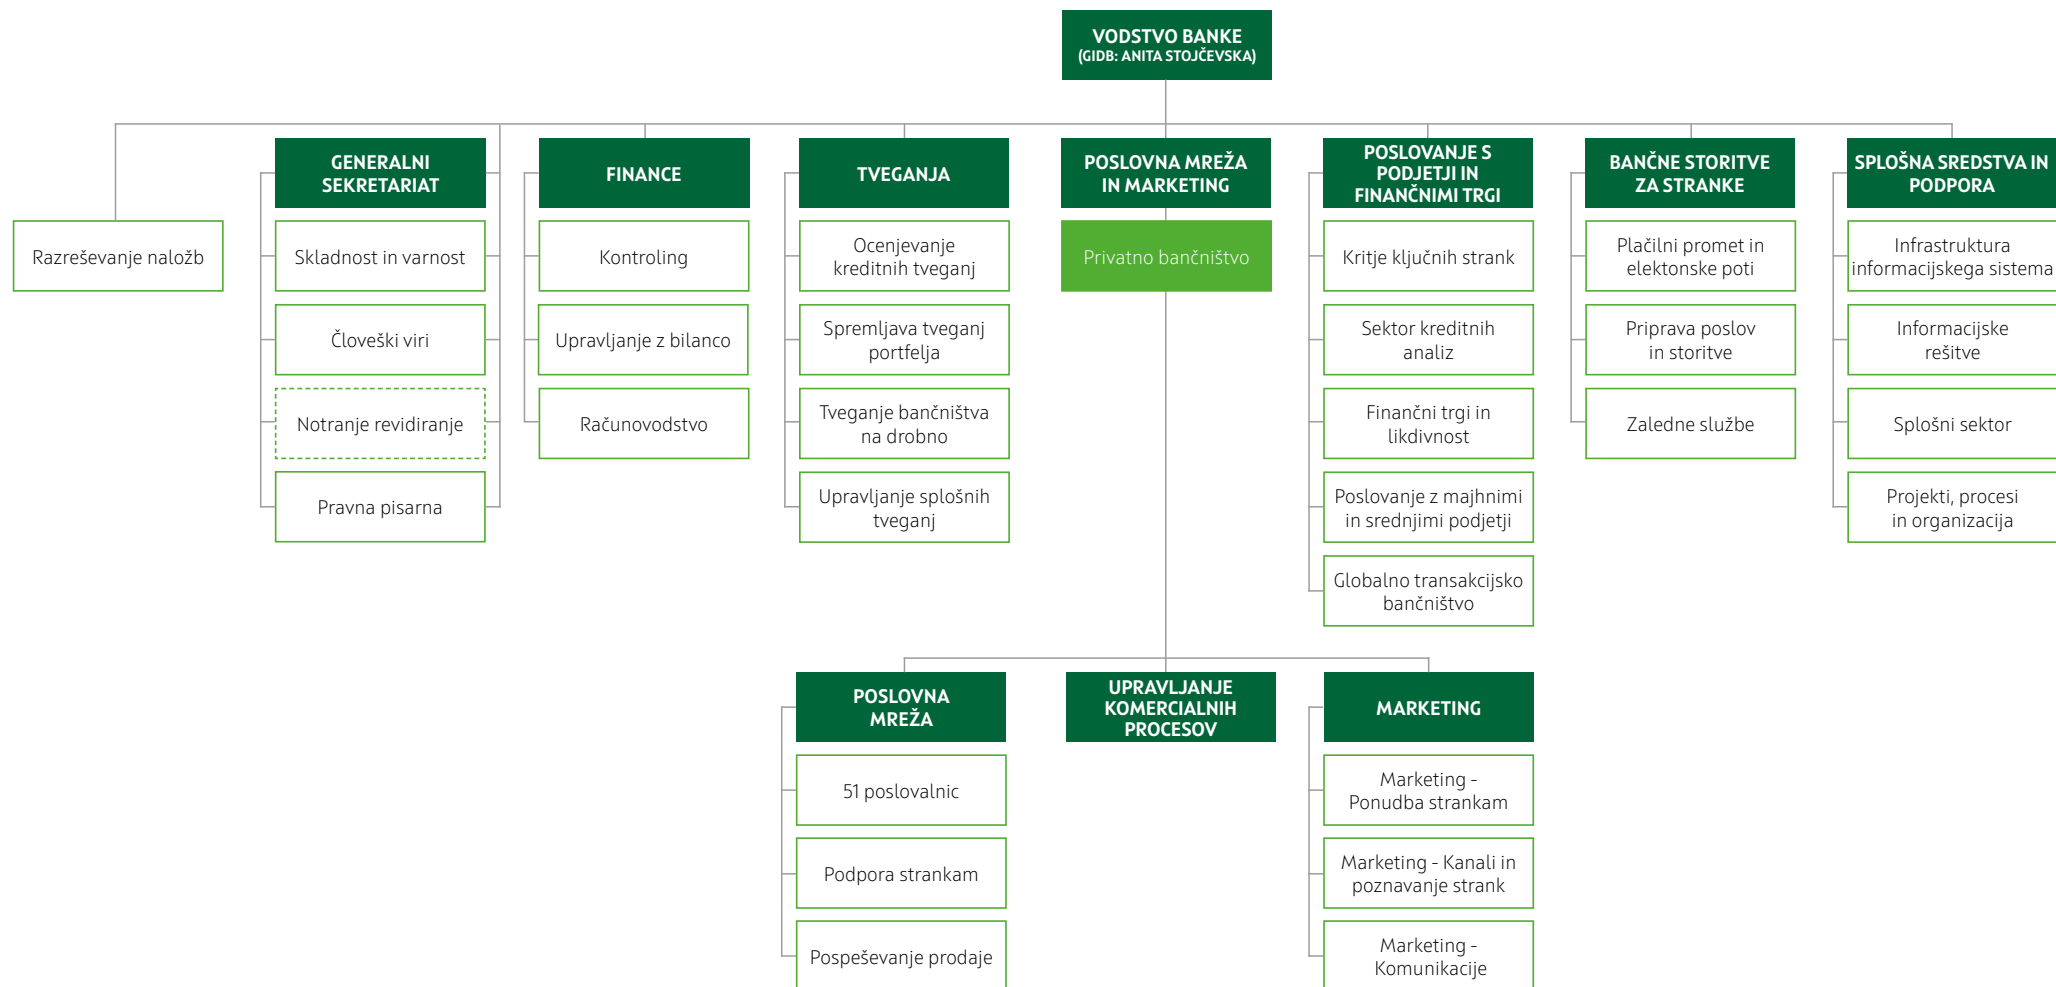 VODSTVO BANKE
(GIDB: ANITA STOJČEVSKA)
Razreševanje naložb
GENERALNI
SEKRETARIAT
Skladnost in varnost
Človeški viri
Notranje revidiranje
Pravna pisarna
FINANCE
Kontroling
Upravljanje z bilanco
Računovodstvo
TVEGANJA
Ocenjevanje
kreditnih tveganj
Spremljava tveganj
portfelja
Tveganje bančništva
na drobno
Upravljanje splošnih
tveganj
POSLOVNA MREŽA
IN MARKETING
Privatno bančništvo
POSLOVANJE S
PODJETJI IN
FINANČNIMI TRGI
Kritje ključnih strank
Sektor kreditnih
analiz
Finančni trgi in
likdivnost
Poslovanje z majhnimi
in srednjimi podjetji
Globalno transakcijsko
bančništvo
BANČNE STORITVE
ZA STRANKE
Plačilni promet in
elektonske poti
Priprava poslov
in storitve
Zaledne službe
SPLOŠNA SREDSTVA IN
PODPORA
Infrastruktura
informacijskega sistema
Informacijske
rešitve
Splošni sektor
Projekti, procesi
in organizacija
POSLOVNA
MREŽA
51 poslovalnic
Podpora strankam
Pospeševanje prodaje
UPRAVLJANJE
KOMERCIALNIH
PROCESOV
MARKETING
Marketing -
Ponudba strankam
Marketing - Kanali in
poznavanje strank
Marketing -
Komunikacije